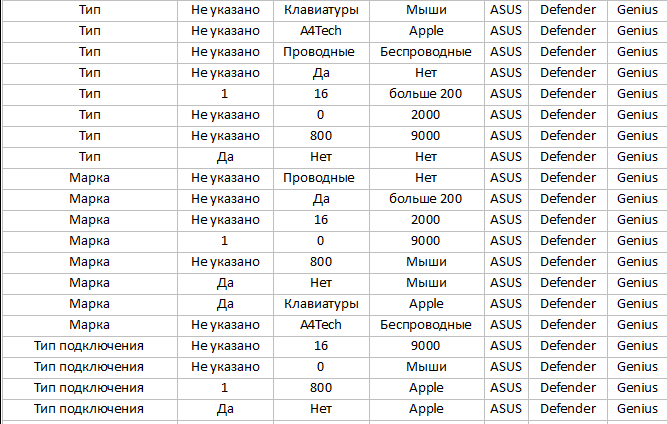 Тип Не указано Клавиатуры Мыши ASUS Defender Genius
Тип Не указано A4Tech Apple ASUS Defender Genius
Тип Не указано Проводные Беспроводные ASUS Defender Genius
Тип Не указано Да Нет ASUS Defender Genius
Тип 1 16 больше 200 ASUS Defender Genius
Тип Не указано 0 2000 ASUS Defender Genius
Тип Не указано 800 9000 ASUS Defender Genius
Тип Да Нет Нет ASUS Defender Genius
Марка Не указано Проводные Нет ASUS Defender Genius
Марка Не указано Да больше 200 ASUS Defender Genius
Марка Не указано 16 2000 ASUS Defender Genius
Марка 1 0 9000 ASUS Defender Genius
Марка Не указано 800 Мыши ASUS Defender Genius
Марка Да Нет Мыши ASUS Defender Genius
Марка Да Клавиатуры Apple ASUS Defender Genius
Марка Не указано A4Tech Беспроводные ASUS Defender Genius
Тип подключения Не указано 16 9000 ASUS Defender Genius
Тип подключения Не указано 0 Мыши ASUS Defender Genius
Тип подключения 1 800 Apple ASUS Defender Genius
Тип подключения Да Нет Apple ASUS Defender Genius